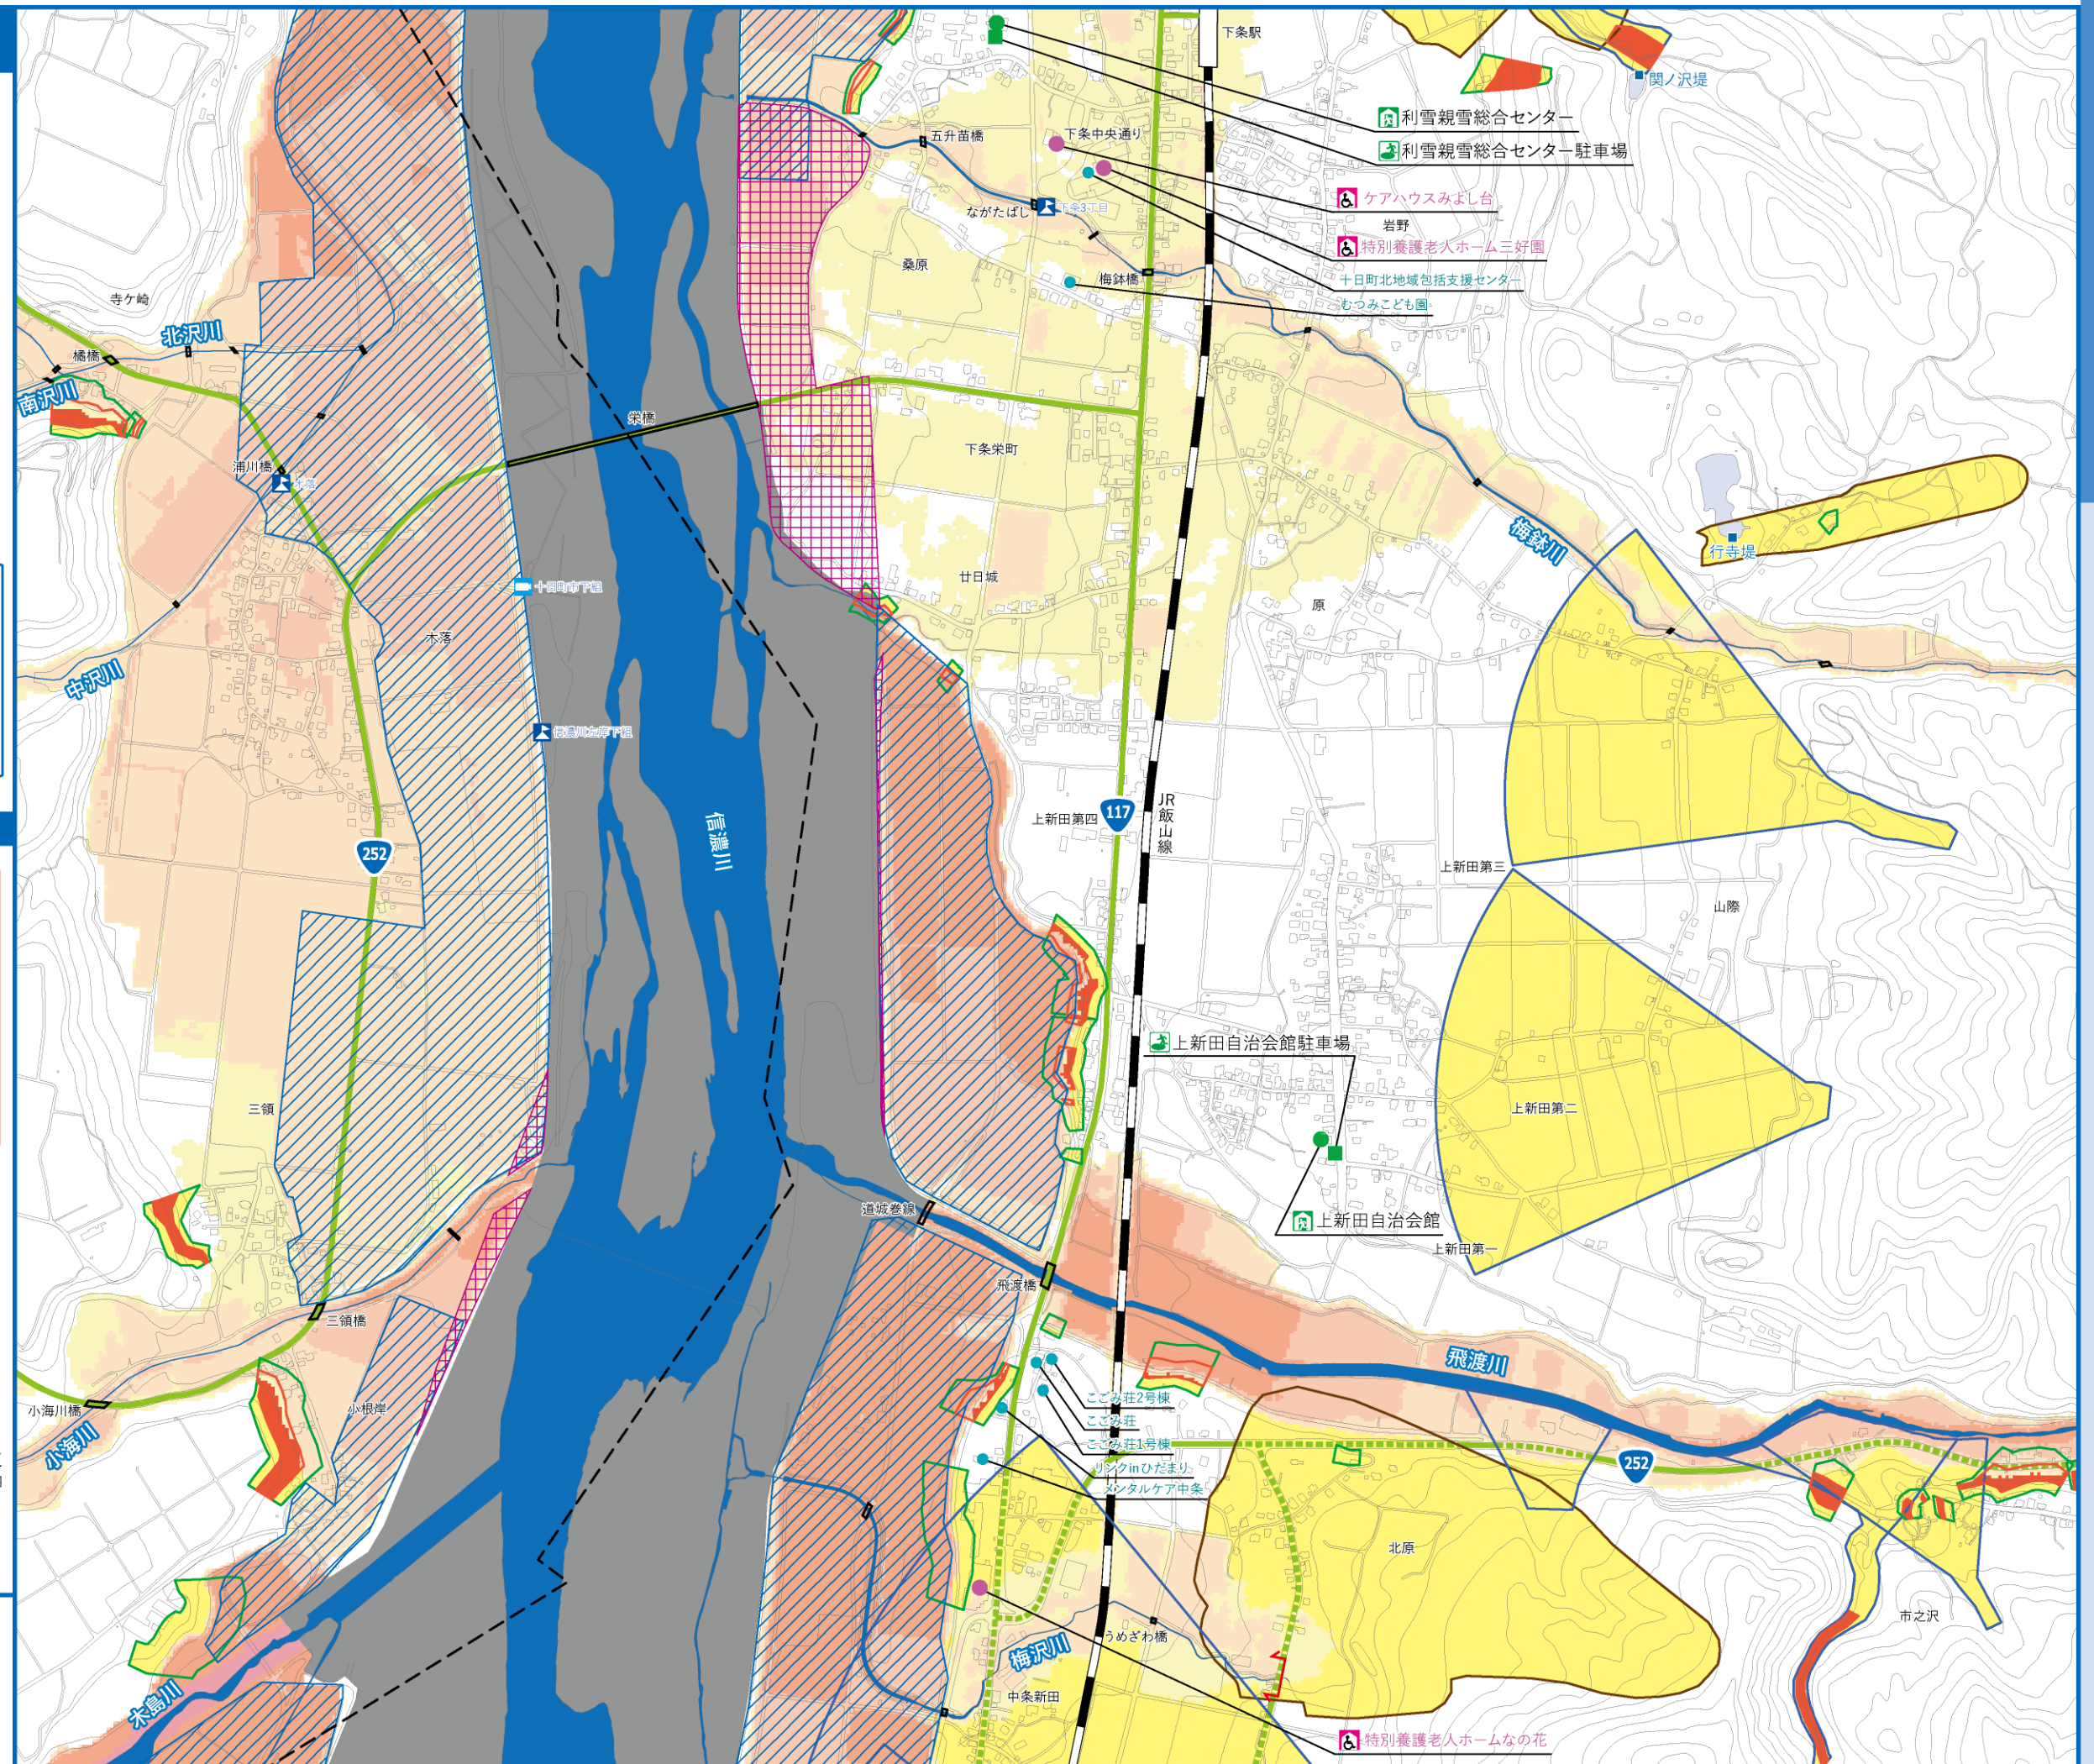 下条駅
関ノ沢堤
利雪親雪総合センター
利雪親雪総合センター駐車場
五升苗橋
下条中央通り
ケアハウスみよし台
ながたばし
下条3丁目
岩野
特別養護老人ホーム三好園
桑原
梅鉢橋
十日町北地域包括支援センター
むつみこども園
寺ケ崎
北沢川
橘橋
南沢川
栄橋
下条栄町
浦川橋
木落
梅鉢川
行寺堤
十日町市下組
廿日城
原
木落
中沢川
信濃川左岸下組
信濃川
上新田第四
117
JR飯山線
252
上新田第三
山際
上新田自治会館駐車場
三領
上新田第二
道城巻線
上新田自治会館
上新田第一
飛渡橋
三領橋
飛渡川
小海川橋
小根岸
小海川
こごみ荘2号棟
こごみ荘
こごみ荘1号棟
リンクinひだまり
メンタルケア中条
252
北原
市之沢
うめざわ橋
梅沢川
中条新田
木島川
特別養護老人ホームなの花